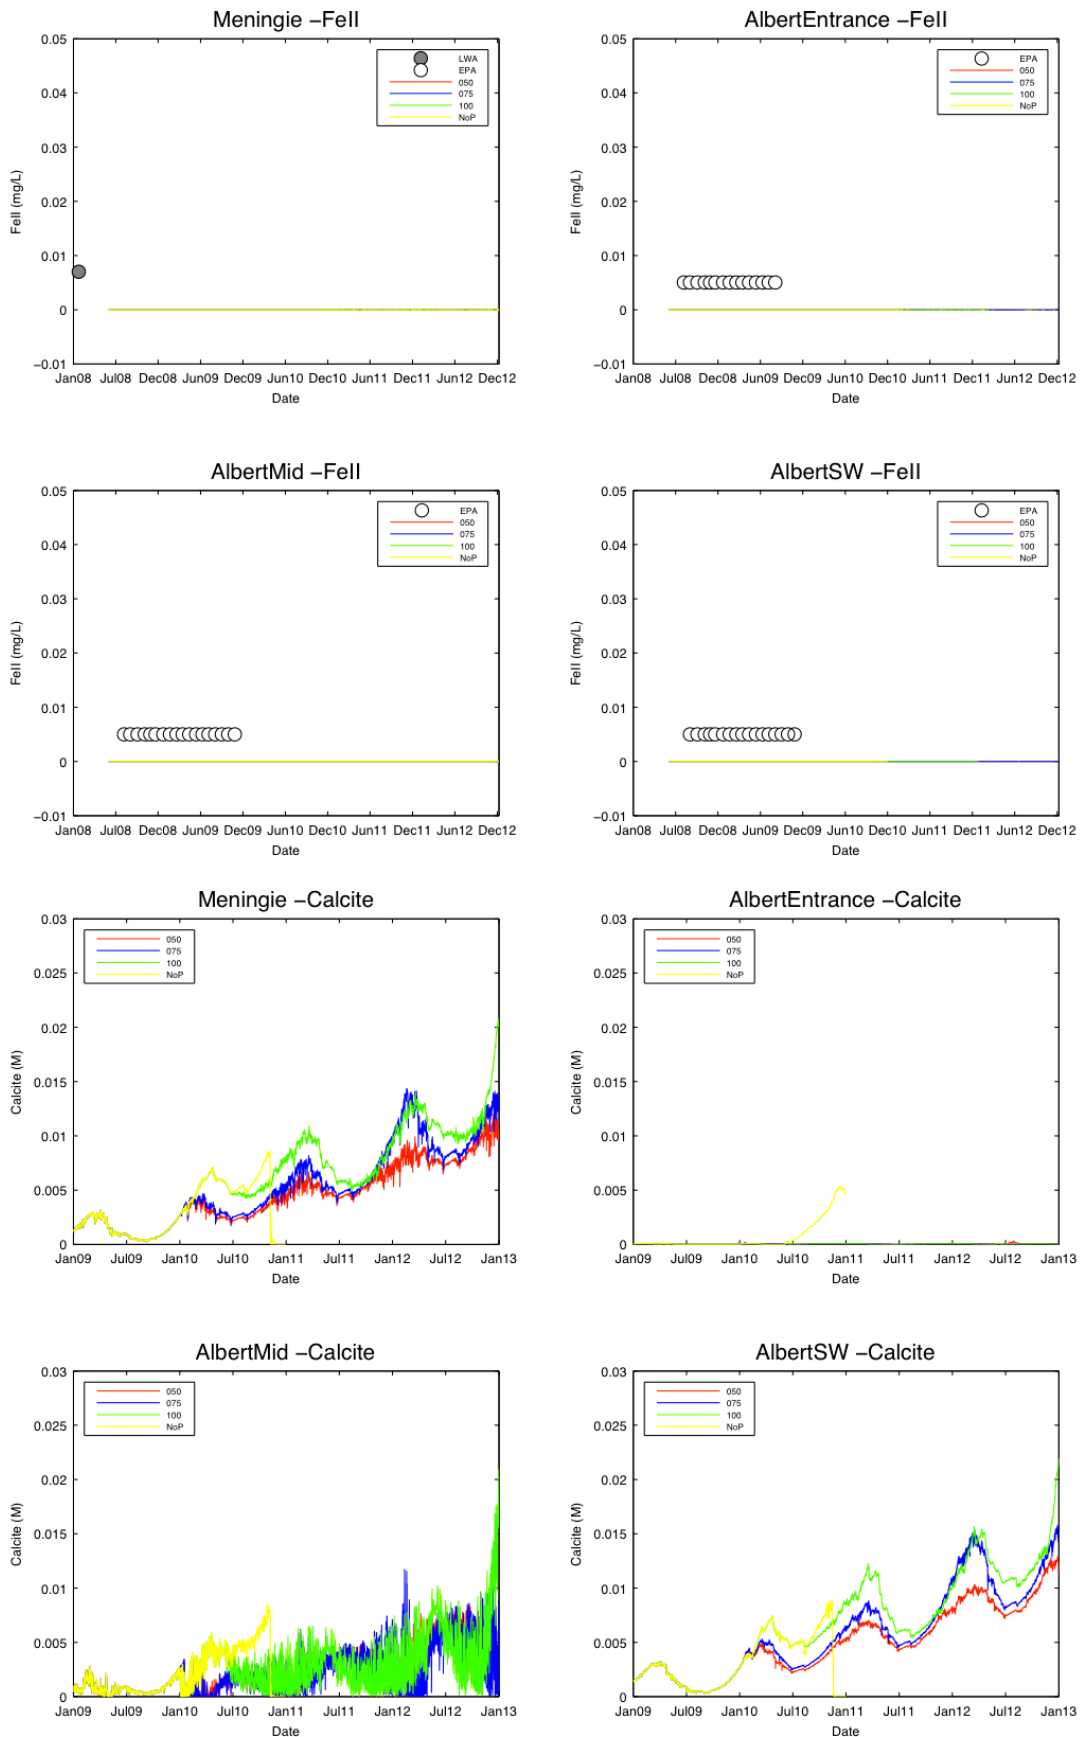 Meningie –FeII
0.05
0.04
0.03
0.02
0.01
0
–0.01
FeII (mg/L)
LWA
EPA
050
075
100
NoP
Jan08 Jul08 Dec08 Jun09 Dec09 Jun10 Dec10 Jun11 Dec11 Jun12 Dec12
Date
AlbertEntrance –FeII
0.05
0.04
0.03
0.02
0.01
0
–0.01
FeII (mg/L)
EPA
050
075
100
NoP
Jan08 Jul08 Dec08 Jun09 Dec09 Jun10 Dec10 Jun11 Dec11 Jun12 Dec12
Date
AlbertMid –FeII
0.05
0.04
0.03
0.02
0.01
0
–0.01
FeII (mg/L)
EPA
050
075
100
NoP
Jan08 Jul08 Dec08 Jun09 Dec09 Jun10 Dec10 Jun11 Dec11 Jun12 Dec12
Date
AlbertSW –FeII
0.05
0.04
0.03
0.02
0.01
0
–0.01
FeII (mg/L)
EPA
050
075
100
NoP
Jan08 Jul08 Dec08 Jun09 Dec09 Jun10 Dec10 Jun11 Dec11 Jun12 Dec12
Date
Meningie –Calcite
0.03
0.025
0.02
0.015
0.01
0.005
0
Calcite (M)
050
075
100
NoP
Jan09 Jul09 Jan10 Jul10 Jan11 Jul11 Jan12 Jul12 Jan13
Date
AlbertEntrance –Calcite
0.03
0.025
0.02
0.015
0.01
0.005
0
Calcite (M)
050
075
100
NoP
Jan09 Jul09 Jan10 Jul10 Jan11 Jul11 Jan12 Jul12 Jan13
Date
AlbertMid –Calcite
0.03
0.025
0.02
0.015
0.01
0.005
0
Calcite (M)
050
075
100
NoP
Jan09 Jul09 Jan10 Jul10 Jan11 Jul11 Jan12 Jul12 Jan13
Date
AlbertSW –Calcite
0.03
0.025
0.02
0.015
0.01
0.005
0
Calcite (M)
050
075
100
NoP
Jan09 Jul09 Jan10 Jul10 Jan11 Jul11 Jan12 Jul12 Jan13
Date